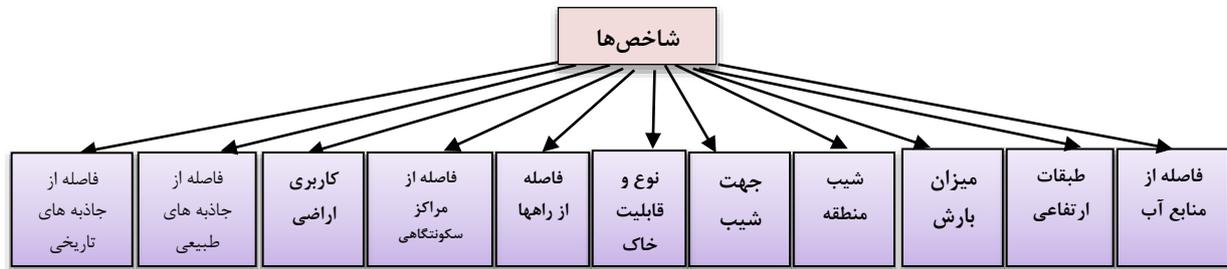 شاخص‌ها
فاصله از
منابع آب
طبقات
ارتفاعی
میزان
بارش
شیب
منطقه
جهت
شیب
نوع و
قابلیت
خاک
فاصله
از راهها
فاصله از
مراکز
سکونتگاهی
کاربری
اراضی
فاصله از
جاذبه های
طبیعی
فاصله از
جاذبه های
تاریخی